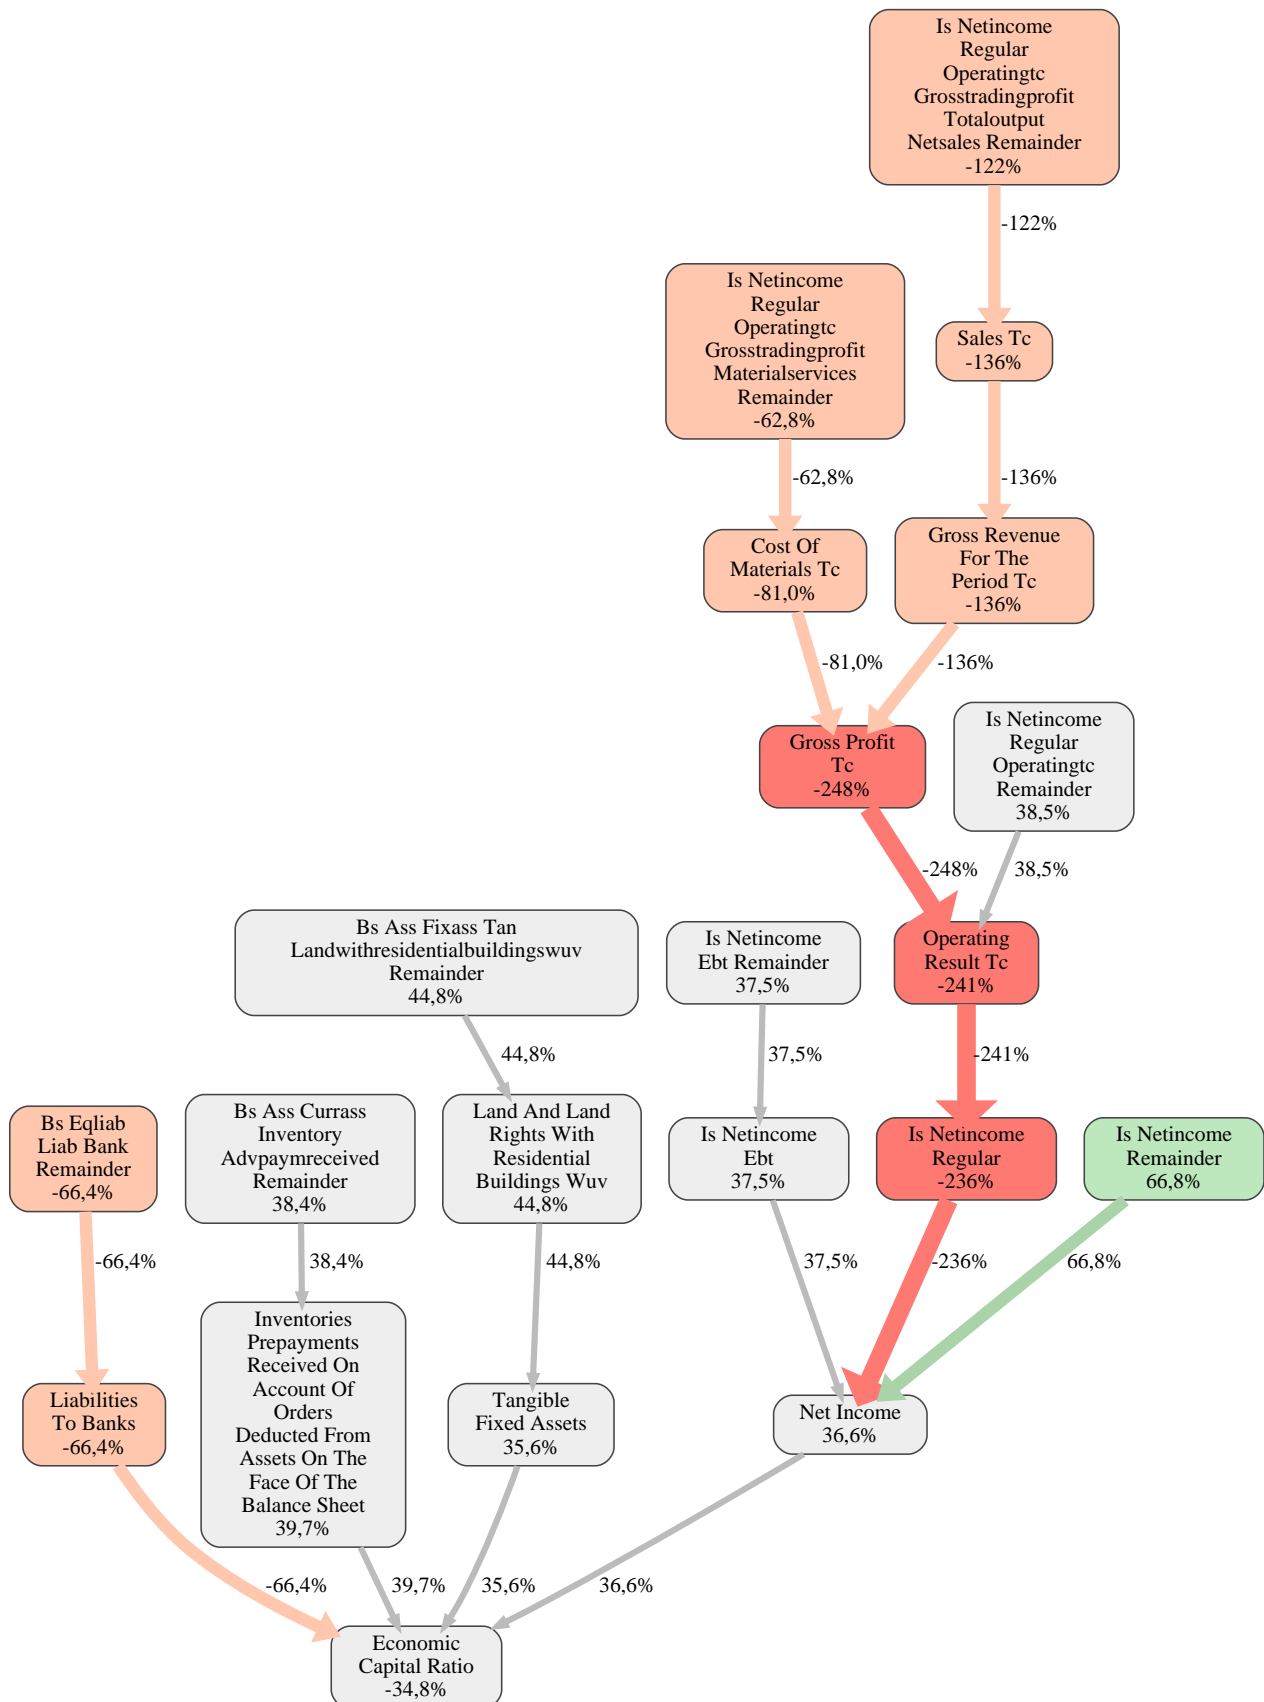 Is Netincome
Regular
Operatingtc
Grosstradingprofit
Totaloutput
Netsales Remainder
-122%
-122%
Is Netincome
Regular
Operatingtc
Grosstradingprofit
Materialservices
Remainder
-62,8%
Sales Tc
-136%
-62,8%
-136%
Cost Of
Materials Tc
-81,0%
Gross Revenue
For The
Period Tc
-136%
-81,0%
-136%
Gross Profit
Tc
-248%
Is Netincome
Regular
Operatingtc
Remainder
38,5%
-248%
38,5%
Bs Ass Fixass Tan
Landwithresidentialbuildingswuv
Remainder
44,8%
Is Netincome
Ebt Remainder
37,5%
Operating
Result Tc
-241%
44,8%
37,5%
-241%
Bs Eqliab
Liab Bank
Remainder
-66,4%
Bs Ass Currass
Inventory
Advpaymreceived
Remainder
38,4%
Land And Land
Rights With
Residential
Buildings Wuv
44,8%
Is Netincome
Ebt
37,5%
Is Netincome
Regular
-236%
Is Netincome
Remainder
66,8%
-66,4%
38,4%
44,8%
37,5%
-236%
66,8%
Liabilities
To Banks
-66,4%
Inventories
Prepayments
Received On
Account Of
Orders
Deducted From
Assets On The
Face Of The
Balance Sheet
39,7%
Tangible
Fixed Assets
35,6%
Net Income
36,6%
-66,4%
39,7%
35,6%
36,6%
Economic
Capital Ratio
-34,8%